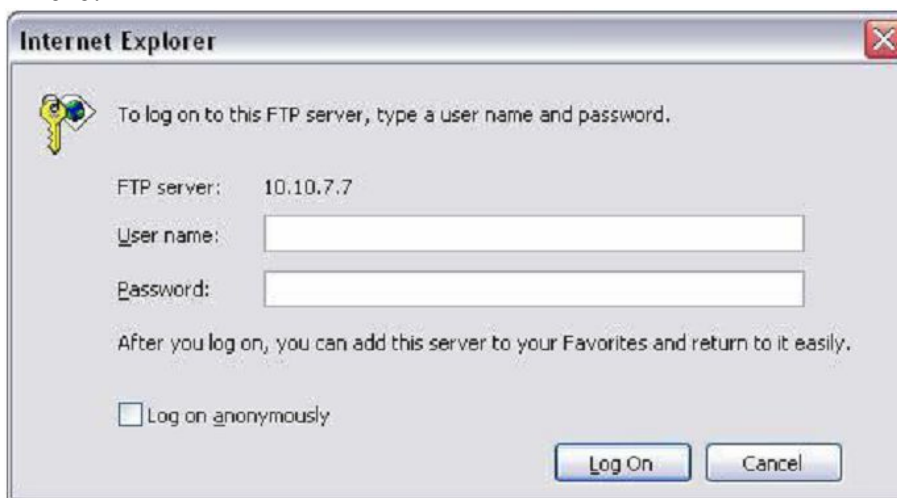 Internet Explorer
To log on to this FTP server, type a user name and password.
FTP server: 10.10.7.7
User name:
Password:
After you log on, you can add this server to your Favorites and return to it easily.
Log on anonymously
Log On Cancel